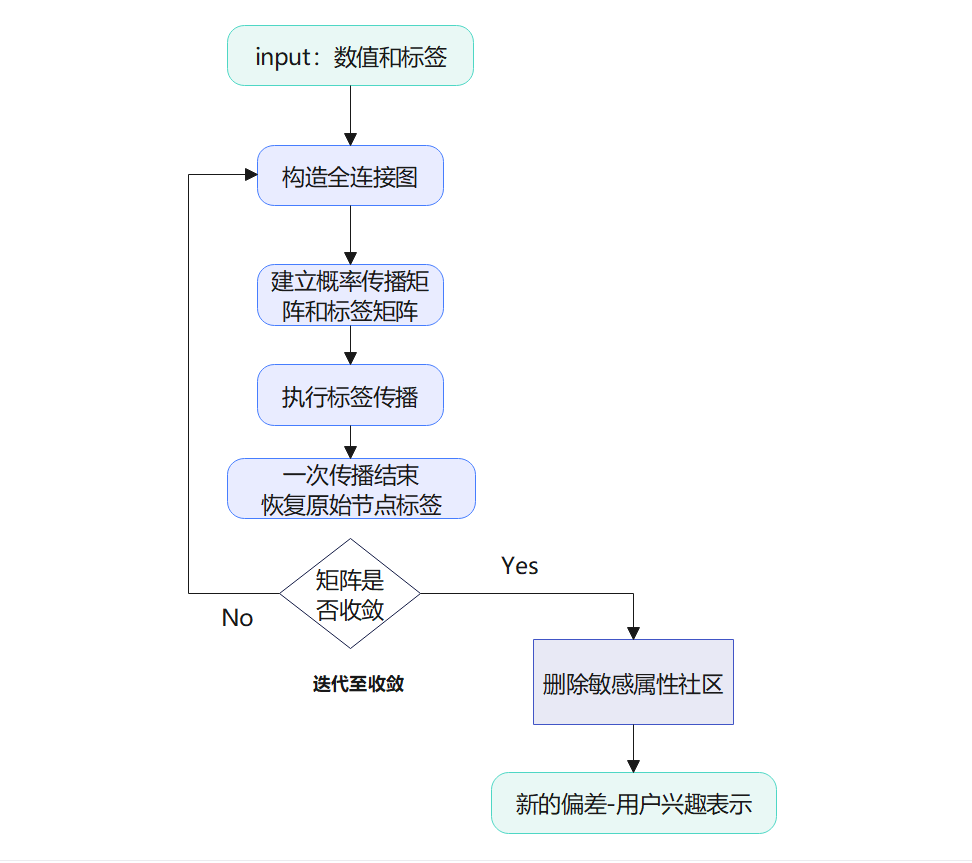 input：数值和标签
构造全连接图
建立概率传播矩
阵和标签矩阵
执行标签传播
一次传播结束
恢复原始节点标签
矩阵是
否收敛
Yes
No
迭代至收敛
删除敏感属性社区
新的偏差-用户兴趣表示